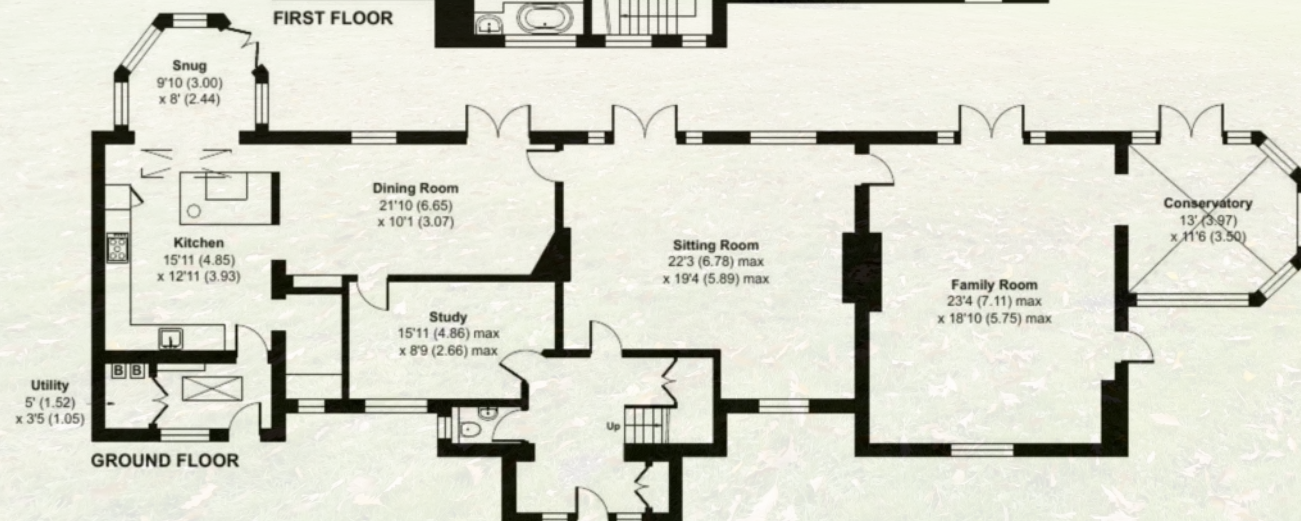 FIRST FLOOR
Snug
9'10 (3.00)
x 8' (2.44)
Dining Room
21'10 (6.65)
x 10'1 (3.07)
Kitchen
15'11 (4.85)
x 12'11 (3.93)
Sitting Room
22'3 (6.78) max
x 19'4 (5.89) max
Conservatory
13' (3.97)
x 11'6 (3.50)
Family Room
23'4 (7.11) max
x 18'10 (5.75) max
Study
15'11 (4.86) max
x 8'9 (2.66) max
B B
Utility
5' (1.52)
x 3'5 (1.05)
Up
GROUND FLOOR